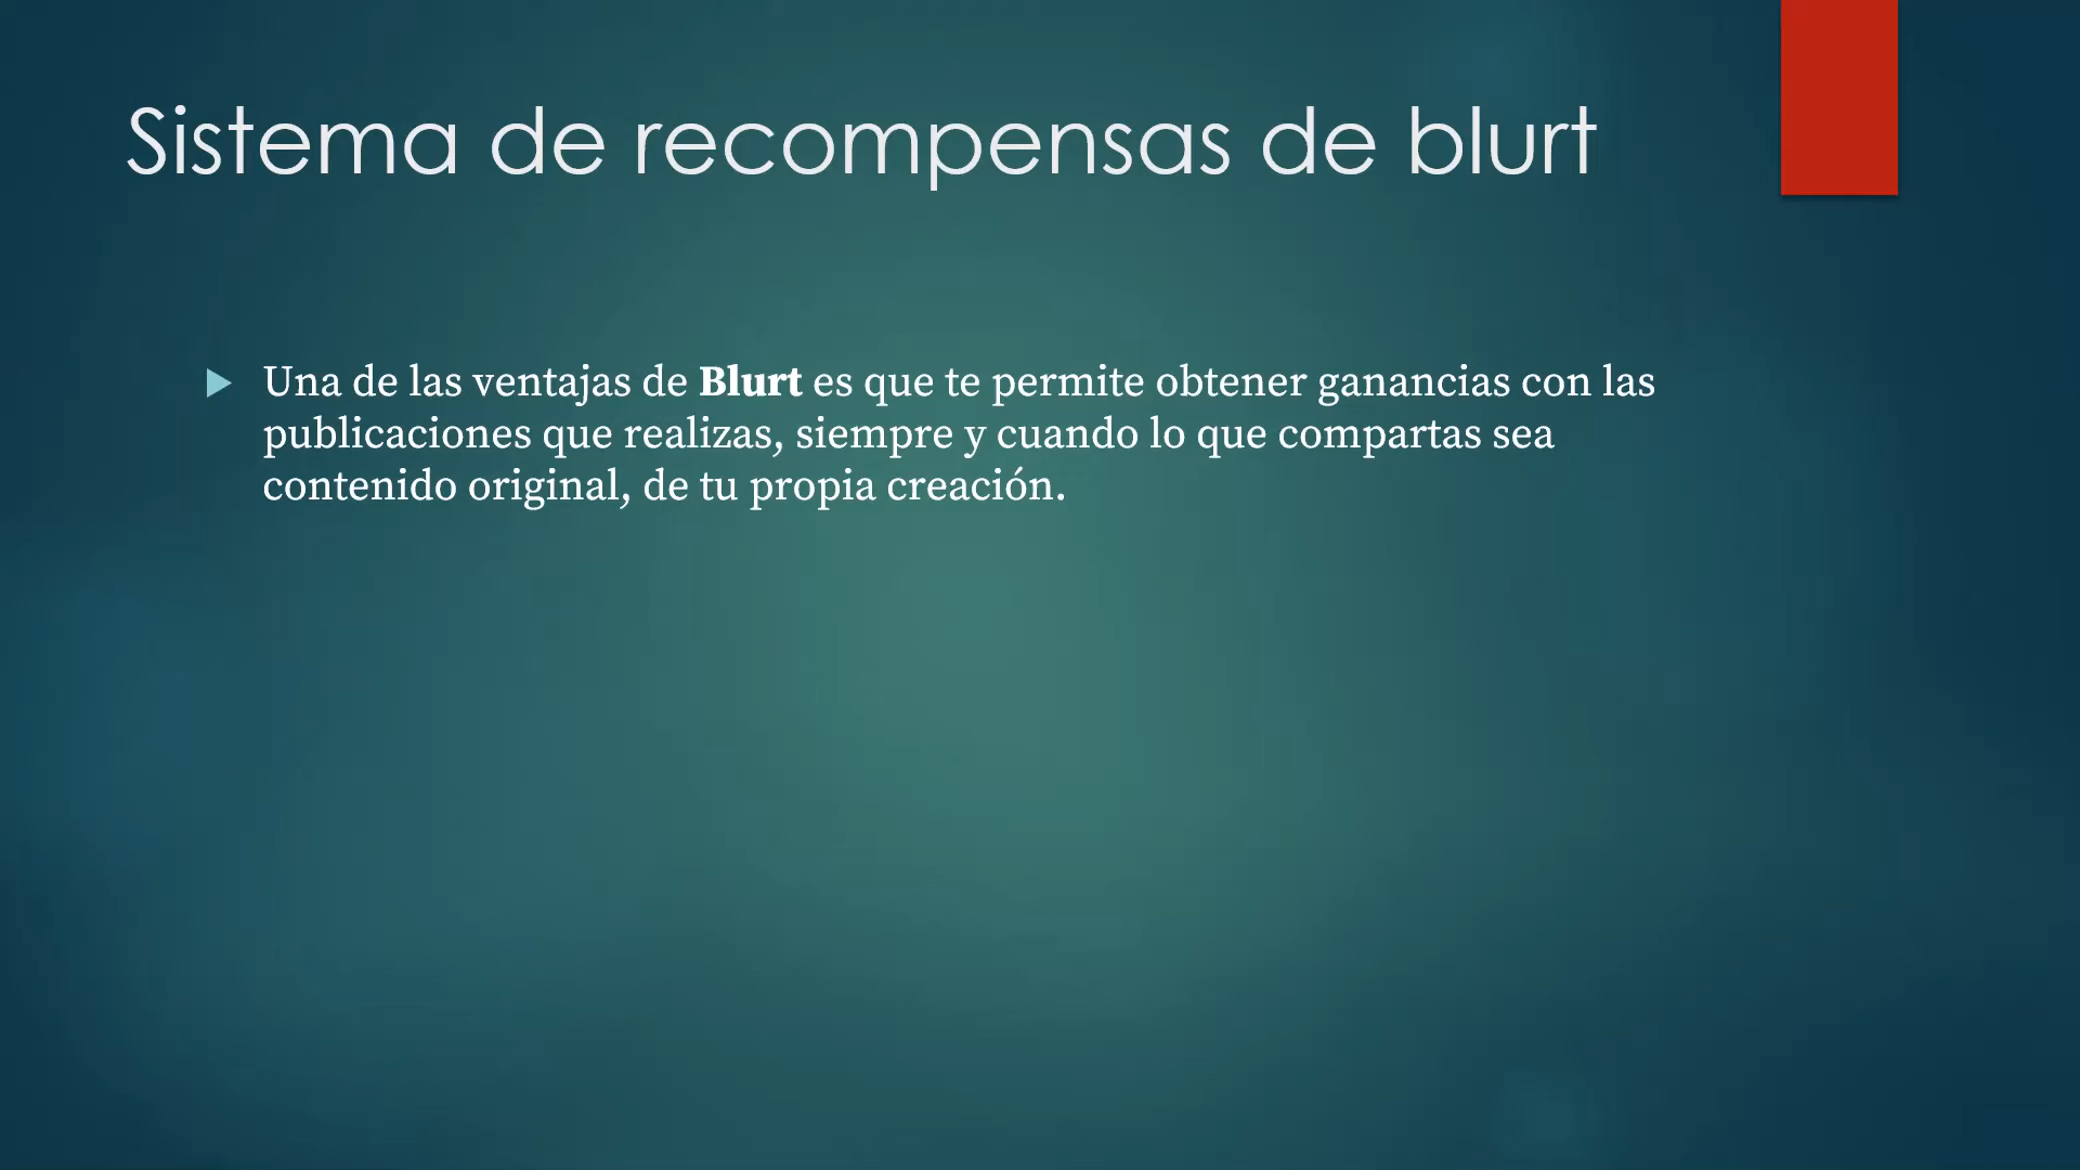 Sistema de recompensas de blurt
Una de las ventajas de Blurt es que te permite obtener ganancias con las
publicaciones que realizas, siempre y cuando lo que compartas sea
contenido original, de tu propia creación.